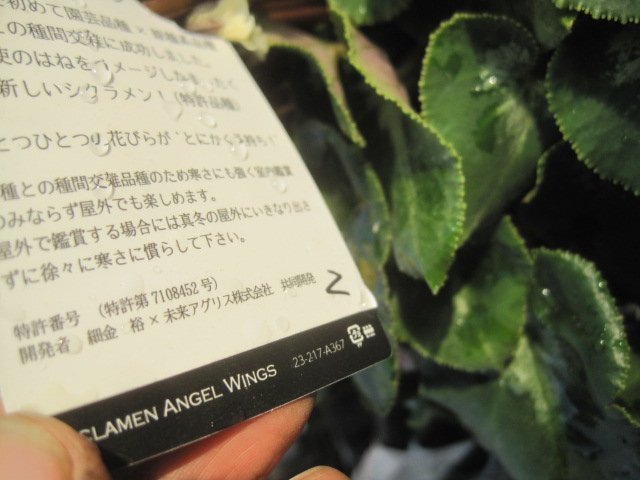 初めて園芸品種 × 原種系品種
の種間交雑に成功しました。
使のはねをイメージしかわ
新しいシクラメン！（特許品種）
とつひとつの花びらが とにかく
種との種間交雑品種のため寒さにも強く室内鑑賞
のみならず屋外でも楽しめます。
屋外で鑑賞する場合には真冬の屋外にいきなり出さ
ずに徐々に寒さに慣らして下さい。
特許番号 （特許第7108452号）
開発者 細金 裕 × 未来アグリス株式会社 共同開発
2
CLAMEN ANGEL WINGS 23-217-A367